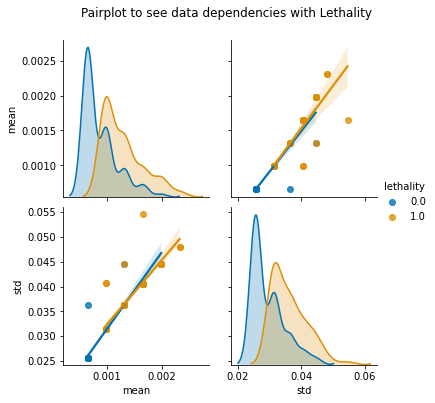 Pairplot to see data dependencies with Lethality
0.0025
0.0020
0.0015
0.0010
mean
lethality
0.0
1.0
0.055
0.050
0.045
0.040
0.035
0.030
0.025
std
0.001 0.002
mean
0.02 0.04 0.06
std